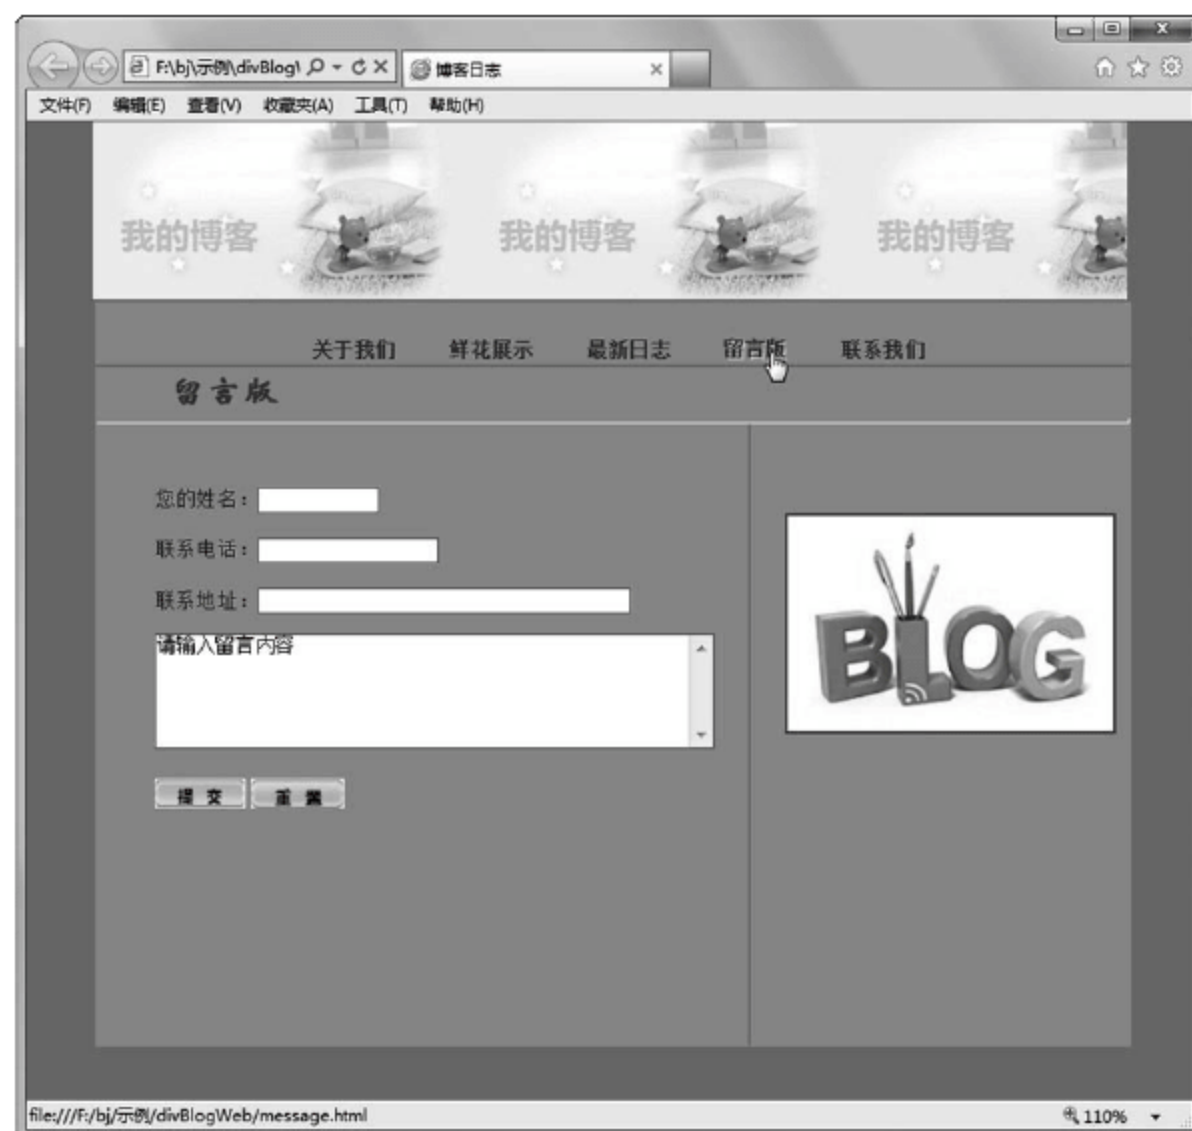 F:\bj\示例\divBlog\
博客日志
文件(F) 编辑(E) 查看(V) 收藏夹(A) 工具(T) 帮助(H)
我的博客 我的博客 我的博客
关于我们 鲜花展示 最新日志 留言版 联系我们
留言版
您的姓名：
联系电话：
联系地址：
请输入留言内容
BLOG
提 交 重 置
file:///F:/bj/示例/divBlogWeb/message.html
110%